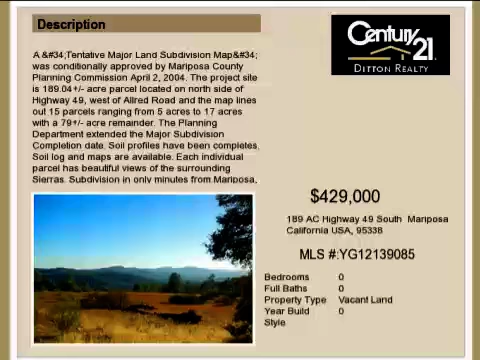 Description
A &#34;Tentative Major Land Subdivision Map&#34;
was conditionally approved by Mariposa County
Planning Commission April 2, 2004. The project site
is 189.04+/- acre parcel located on north side of
Highway 49, west of Allred Road and the map lines
out 15 parcels ranging from 5 acres to 17 acres
with a 79+/- acre remainder. The Planning
Department extended the Major Subdivision
Completion date. Soil profiles have been completes,
Soil log and maps are available. Each individual
parcel has beautiful views of the surrounding
Sierras. Subdivision in only minutes from Mariposa,
Century 21
DITTON REALTY
$429,000
189 AC Highway 49 South Mariposa
California USA, 95338
MLS #:YG12139085
Bedrooms 0
Full Baths 0
Property Type Vacant Land
Year Build 0
Style